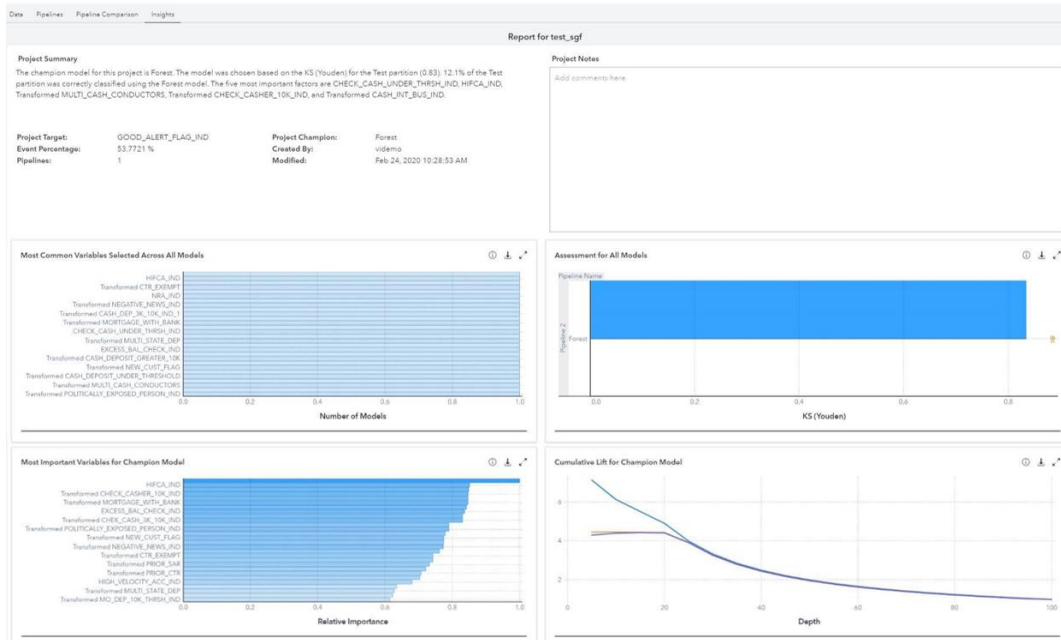 Data Pipelines Pipeline Comparison Insights
Report for test_sgf
Project Summary
The champion model for this project is Forest. The model was chosen based on the KS (Youden) for the Test partition (0.83). 12.1% of the Test
partition was correctly classified using the Forest model. The five most important factors are CHECK_CASH_UNDER_THRSH_IND, HIFCA_IND,
Transformed MULTI_CASH_CONDUCTORS, Transformed CHECK_CASHER_10K_IND, and Transformed CASH_INT_BUS_IND.
Project Target: GOOD_ALERT_FLAG_IND
Event Percentage: 53.7721 %
Pipelines: 1
Project Champion: Forest
Created By: videmo
Modified: Feb 24, 2020 10:28:53 AM
Project Notes
Add comments here
Most Common Variables Selected Across All Models
HIFCA_IND
Transformed CTR_EXEMPT
NRA_IND
Transformed NEGATIVE_NEWS_IND
Transformed CASH_DEP_3K_10K_IND_1
Transformed MORTGAGE_WITH_BANK
CHECK_CASH_UNDER_THRSH_IND
Transformed MULTI_STATE_DEP
EXCESS_BAL_CHECK_IND
Transformed CASH_DEPOSIT_GREATER_10K
Transformed NEW_CUST_FLAG
Transformed CASH_DEPOSIT_UNDER_THRESHOLD
Transformed MULTI_CASH_CONDUCTORS
Transformed POLITICALLY_EXPOSED_PERSON_IND
0.0 0.2 0.4 0.6 0.8 1.0
Number of Models
Assessment for All Models
Pipeline Name
Pipeline 2
Forest
0.0 0.2 0.4 0.6 0.8
KS (Youden)
Most Important Variables for Champion Model
HIFCA_IND
Transformed CHECK_CASHER_10K_IND
Transformed MORTGAGE_WITH_BANK
EXCESS_BAL_CHECK_IND
Transformed CHEK_CASH_3K_10K_IND
Transformed POLITICALLY_EXPOSED_PERSON_IND
Transformed NEW_CUST_FLAG
Transformed NEGATIVE_NEWS_IND
Transformed CTR_EXEMPT
Transformed PRIOR_SAR
Transformed PRIOR_CTR
HIGH_VELOCITY_ACC_IND
Transformed MULTI_STATE_DEP
Transformed MO_DEP_10K_THRSH_IND
0.0 0.2 0.4 0.6 0.8 1.0
Relative Importance
Cumulative Lift for Champion Model
6
4
2
0 20 40 60 80 100
Depth